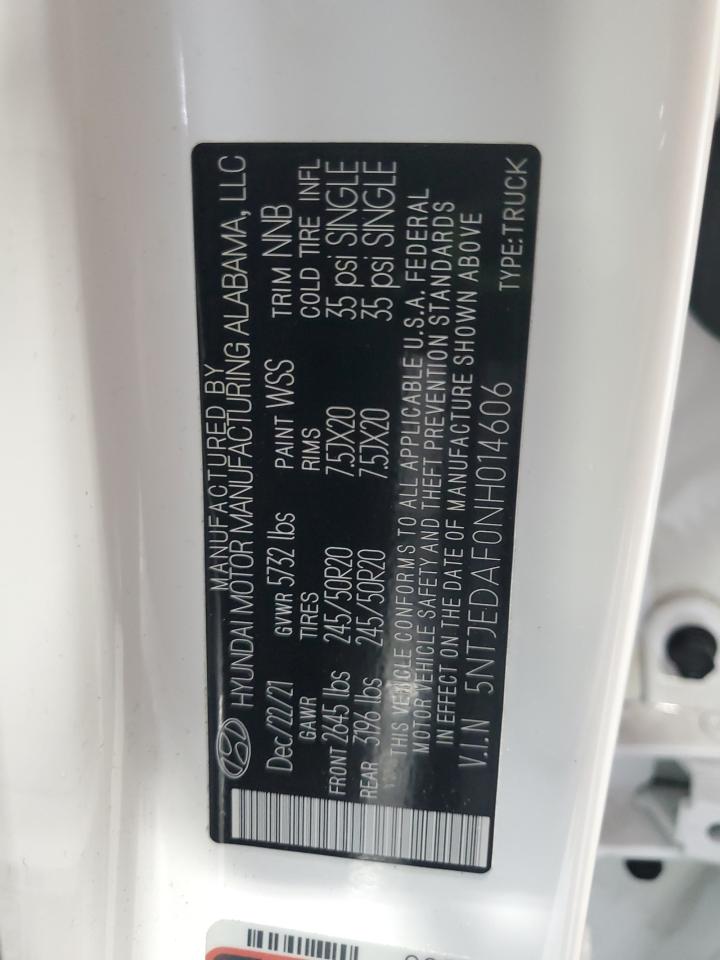 MANUFACTURED BY
HYUNDAI MOTOR MANUFACTURING ALABAMA, LLC
Dec/22/21 GVWR 5732 lbs PAINT WSS TRIM NNB
GAWR TIRES RIMS COLD TIRE INFL
FRONT 2645 lbs 245/50R20 7.5JX20 35 psi SINGLE
REAR 3196 lbs 245/50R20 7.5JX20 35 psi SINGLE
THIS VEHICLE CONFORMS TO ALL APPLICABLE U.S.A. FEDERAL
MOTOR VEHICLE SAFETY AND THEFT PREVENTION STANDARDS
IN EFFECT ON THE DATE OF MANUFACTURE SHOWN ABOVE
V.I.N 5NTJEDAF0NH014606 TYPE:TRUCK